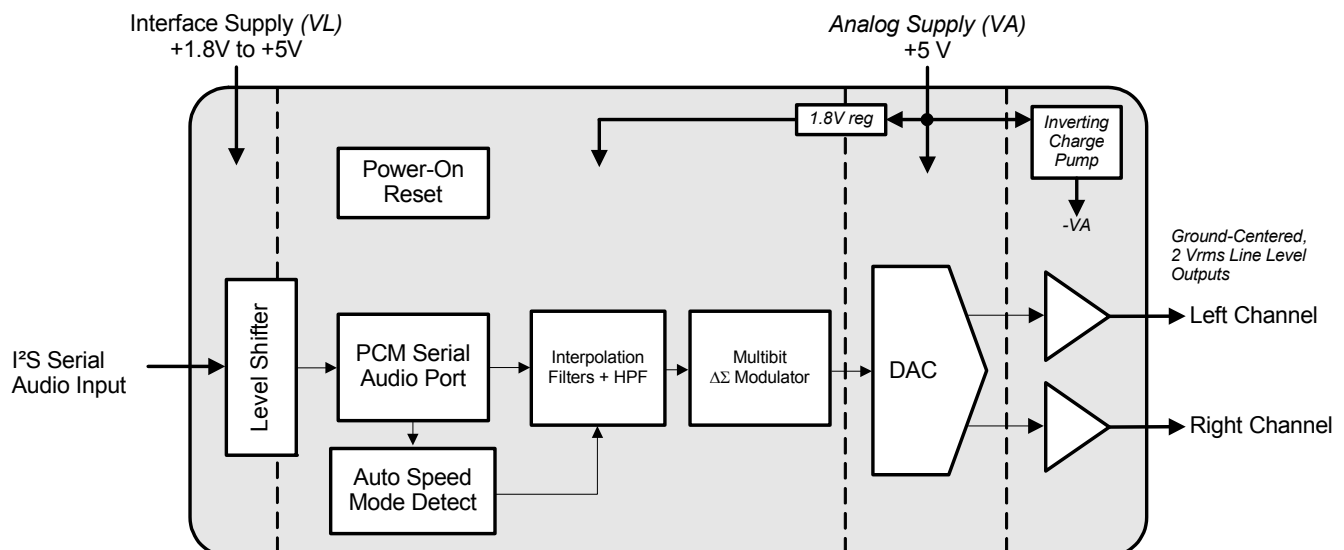 Interface Supply (VL)
+1.8V to +5V
Analog Supply (VA)
+5 V
1.8V reg
Inverting
Charge
Pump
-VA
Power-On
Reset
Ground-Centered,
2 Vrms Line Level
Outputs
I²S Serial
Audio Input
Level Shifter
PCM Serial
Audio Port
Interpolation
Filters + HPF
Multibit
ΔΣ Modulator
DAC
Left Channel
Right Channel
Auto Speed
Mode Detect